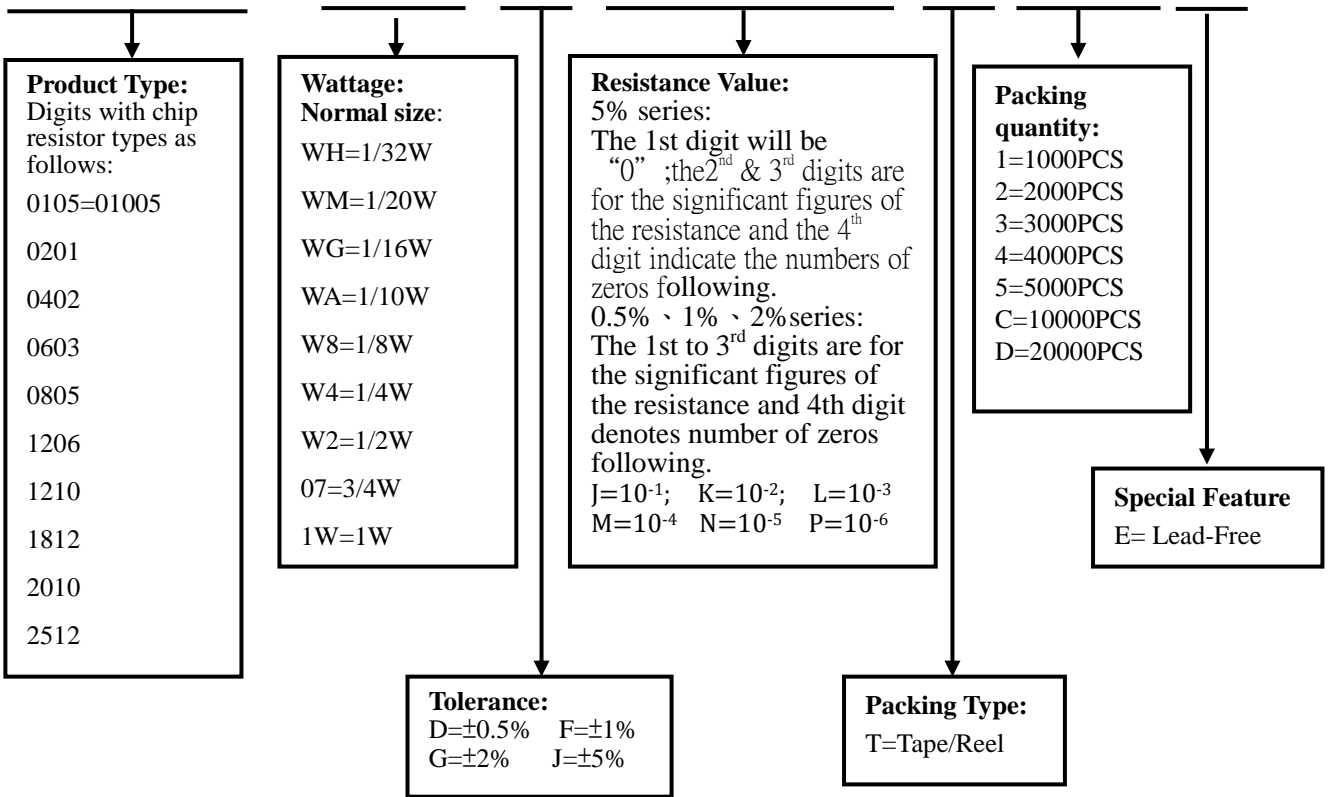 Product Type:
Digits with chip
resistor types as
follows:
0105=01005
0201
0402
0603
0805
1206
1210
1812
2010
2512
Wattage:
Normal size:
WH=1/32W
WM=1/20W
WG=1/16W
WA=1/10W
W8=1/8W
W4=1/4W
W2=1/2W
07=3/4W
1W=1W
Resistance Value:
5% series:
The 1st digit will be
“0” ;the2nd & 3rd digits are
for the significant figures of
the resistance and the 4th
digit indicate the numbers of
zeros following.
0.5%、1%、2%series:
The 1st to 3rd digits are for
the significant figures of
the resistance and 4th digit
denotes number of zeros
following.
J=10-1; K=10-2; L=10-3
M=10-4 N=10-5 P=10-6
Packing
quantity:
1=1000PCS
2=2000PCS
3=3000PCS
4=4000PCS
5=5000PCS
C=10000PCS
D=20000PCS
Special Feature
E= Lead-Free
Tolerance:
D=±0.5% F=±1%
G=±2% J=±5%
Packing Type:
T=Tape/Reel